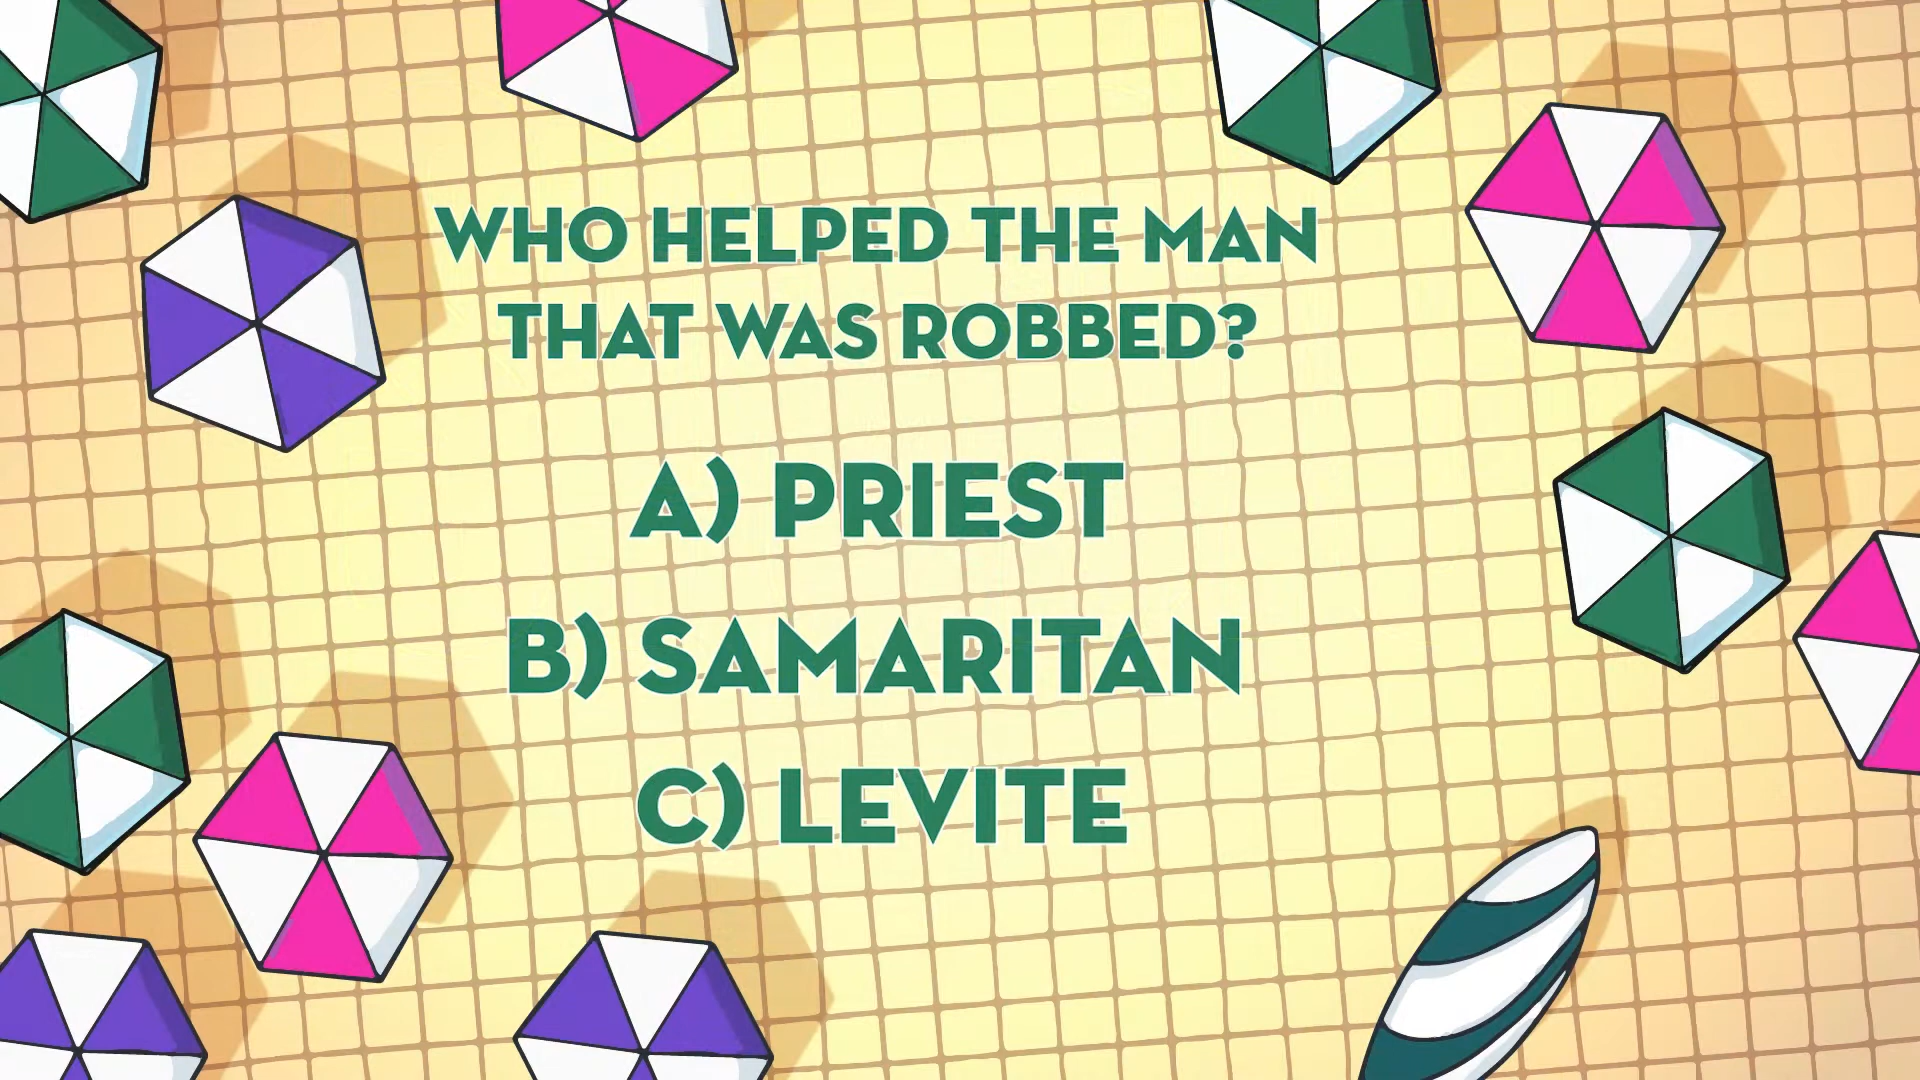 WHO HELPED THE MAN
THAT WAS ROBBED?
A) PRIEST
B) SAMARITAN
C) LEVITE